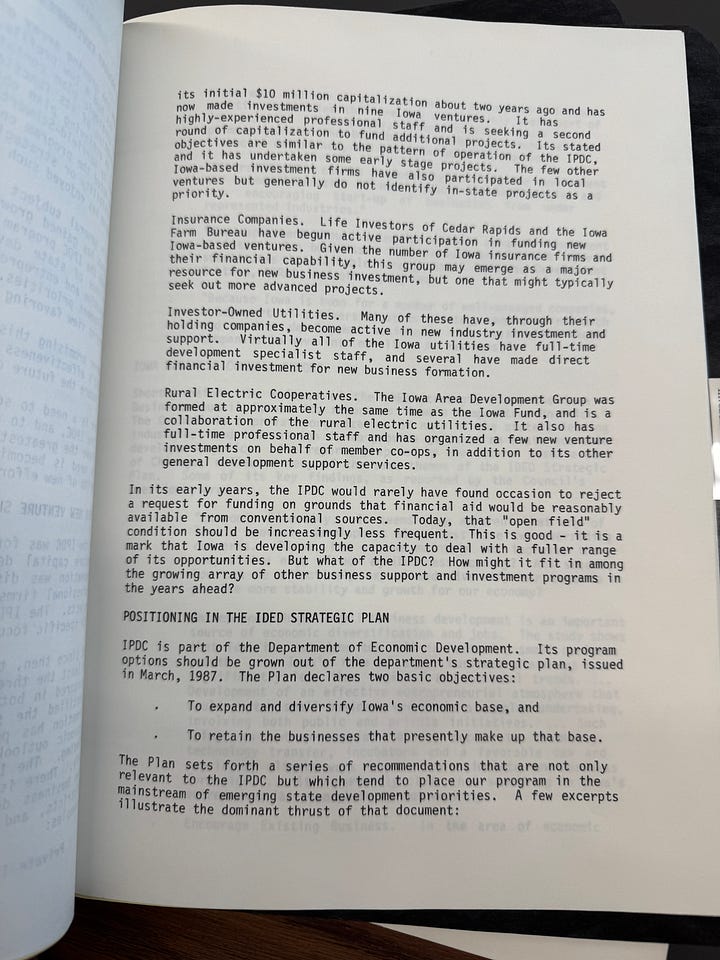 its initial $10 million capitalization about two years ago and has
now made investments in nine Iowa ventures. It has
highly-experienced professional staff and is seeking a second
round of capitalization to fund additional projects. Its stated
objectives are similar to the pattern of operation of the IPDC,
and it has undertaken some early stage projects. The few other
Iowa-based investment firms have also participated in local
ventures but generally do not identify in-state projects as a
priority.
Insurance Companies. Life Investors of Cedar Rapids and the Iowa
Farm Bureau have begun active participation in funding new
Iowa-based ventures. Given the number of Iowa insurance firms and
their financial capability, this group may emerge as a major
resource for new business investment, but one that might typically
seek out more advanced projects.
Investor-Owned Utilities. Many of these have, through their
holding companies, become active in new industry investment and
support. Virtually all of the Iowa utilities have full-time
development specialist staff, and several have made direct
financial investment for new business formation.
Rural Electric Cooperatives. The Iowa Area Development Group was
formed at approximately the same time as the Iowa Fund, and is a
collaboration of the rural electric utilities. It also has
full-time professional staff and has organized a few new venture
investments on behalf of member co-ops, in addition to its other
general development support services.
In its early years, the IPDC would rarely have found occasion to reject
a request for funding on grounds that financial aid would be reasonably
available from conventional sources. Today, that "open field"
condition should be increasingly less frequent. This is good - it is a
mark that Iowa is developing the capacity to deal with a fuller range
of its opportunities. But what of the IPDC? How might it fit in among
the growing array of other business support and investment programs in
the years ahead?
POSITIONING IN THE IDED STRATEGIC PLAN
IPDC is part of the Department of Economic Development. Its program
options should be grown out of the department's strategic plan, issued
in March, 1987. The Plan declares two basic objectives:
. To expand and diversify Iowa's economic base, and
. To retain the businesses that presently make up that base.
The Plan sets forth a series of recommendations that are not only
relevant to the IPDC but which tend to place our program in the
mainstream of emerging state development priorities. A few excerpts
illustrate the dominant thrust of that document: